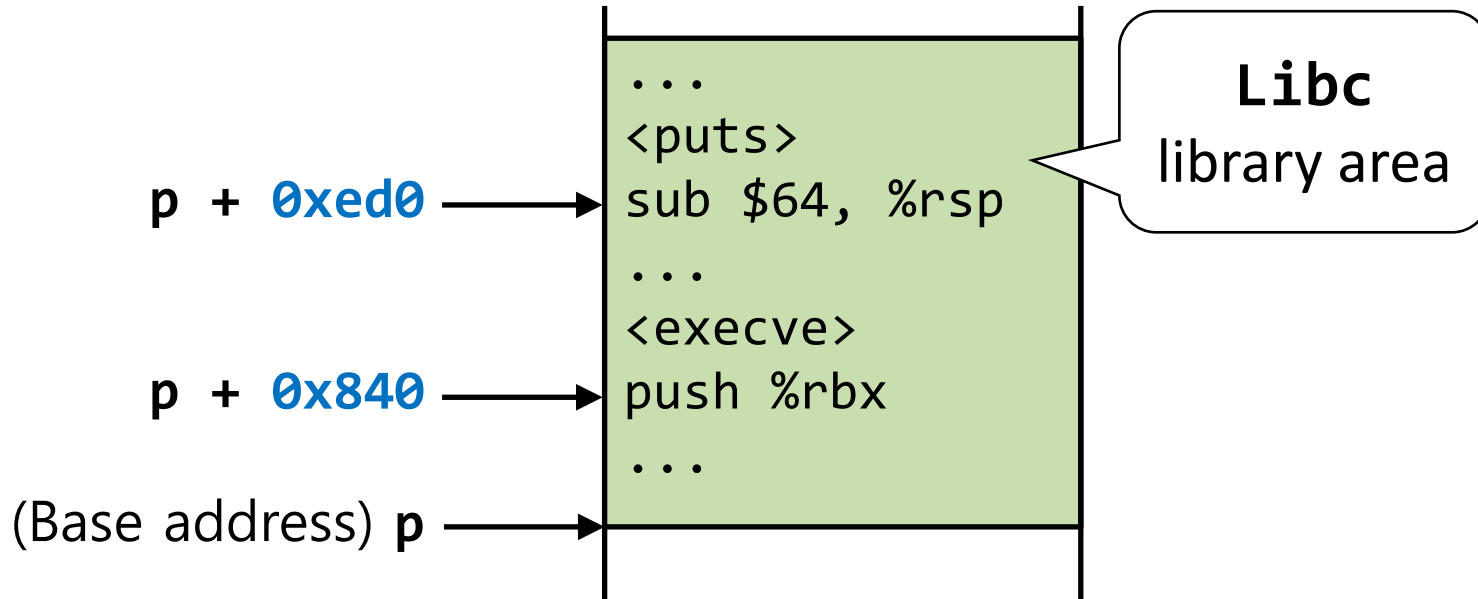 ...
<puts>
p + 0xed0
sub $64, %rsp
...
<execve>
p + 0x840
push %rbx
...
(Base address) p
Libc
library area